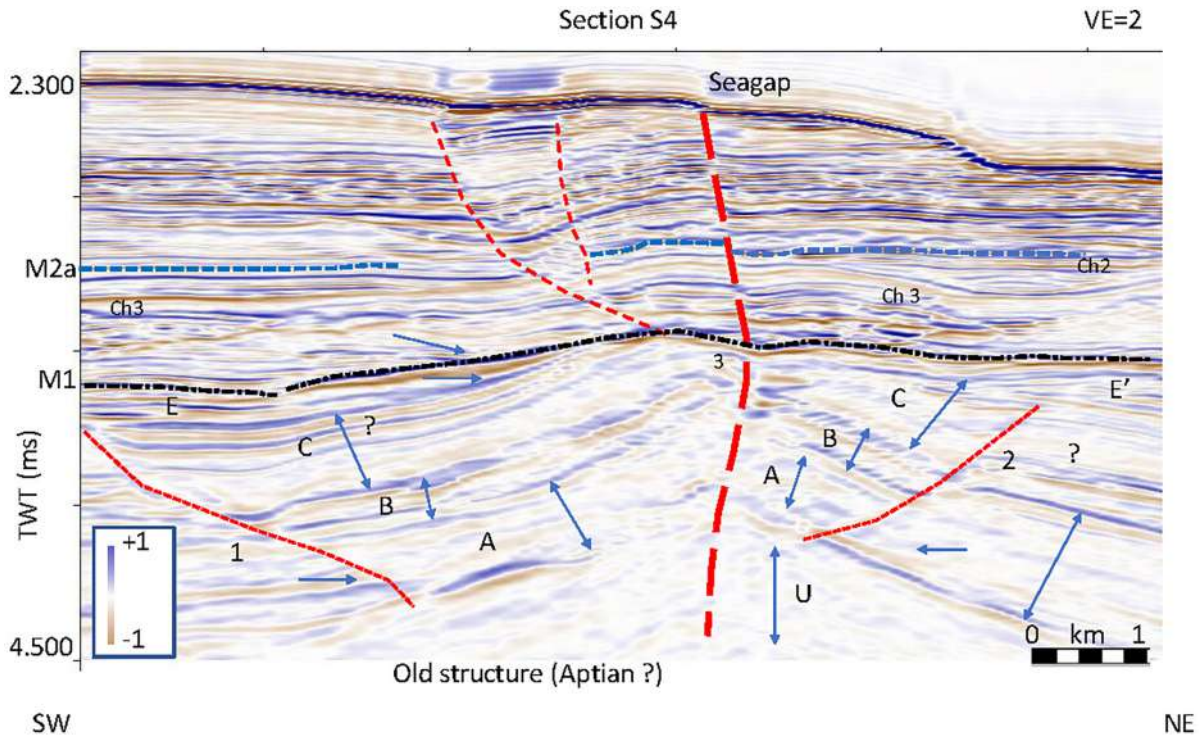 Section S4 VE=2
2.300
Seagap
M2a
Ch2
Ch3 Ch 3
M1
3
E C E'
? B
C 2 ?
A
B
A
1
TWT (ms)
+1
-1
U
0 km 1
4.500
Old structure (Aptian ?)
SW NE